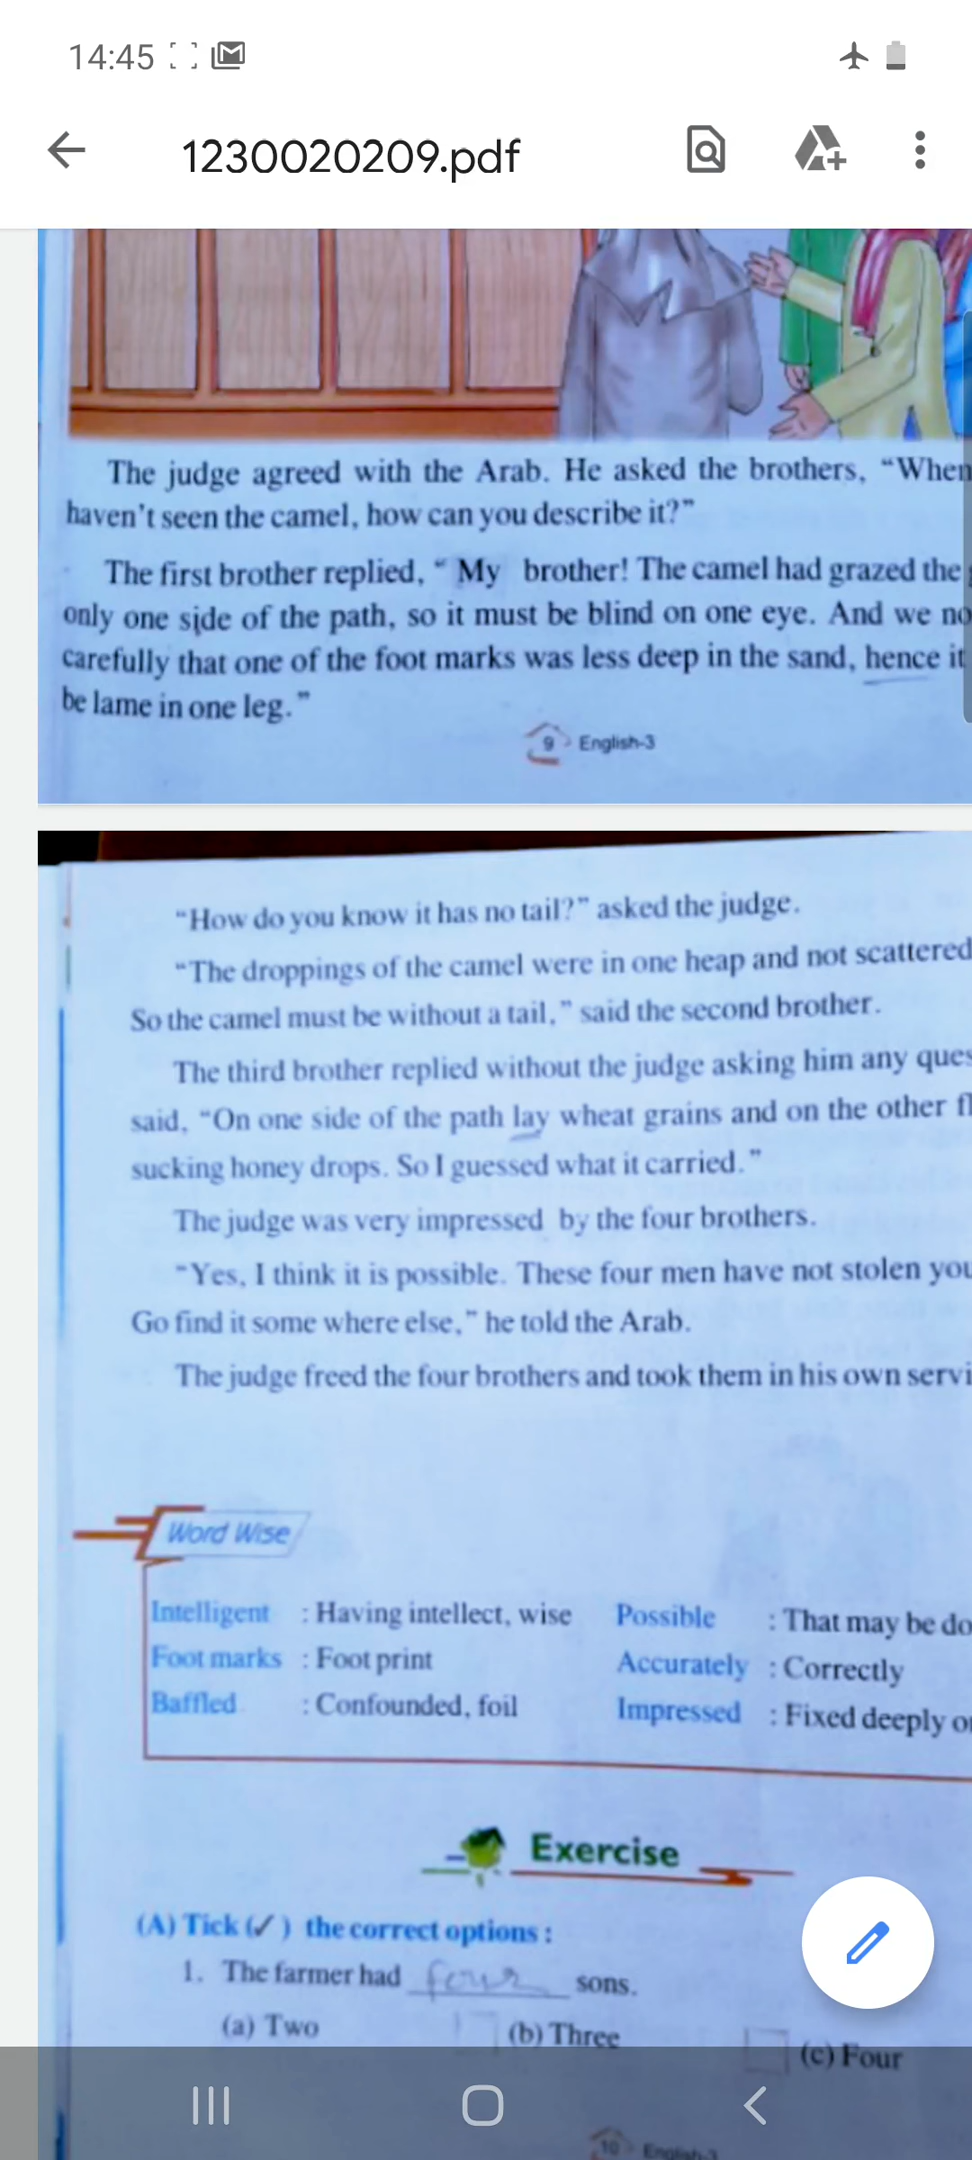 14:45
1230020209.pdf
The judge agreed with the Arab. He asked the brothers, “When
haven’t seen the camel, how can you describe it?”
The first brother replied, “ My brother! The camel had grazed the
only one side of the path, so it must be blind on one eye. And we no
carefully that one of the foot marks was less deep in the sand, hence it
be lame in one leg. ”
9 English-3
“How do you know it has no tail?” asked the judge.
“The droppings of the camel were in one heap and not scattered
So the camel must be without a tail, ” said the second brother.
The third brother replied without the judge asking him any ques
said, “On one side of the path lay wheat grains and on the other fl
sucking honey drops. So I guessed what it carried. ”
The judge was very impressed by the four brothers.
“Yes, I think it is possible. These four men have not stolen you
Go find it some where else, ” he told the Arab.
The judge freed the four brothers and took them in his own servi
Word Wise
Intelligent : Having intellect, wise Possible : That may be do
Foot marks : Foot print Accurately : Correctly
Baffled : Confounded, foil Impressed : Fixed deeply o
Exercise
(A) Tick (✓ ) the correct options :
1. The farmer had four sons.
(a) Two (b) Three (c) Four
10 English-3